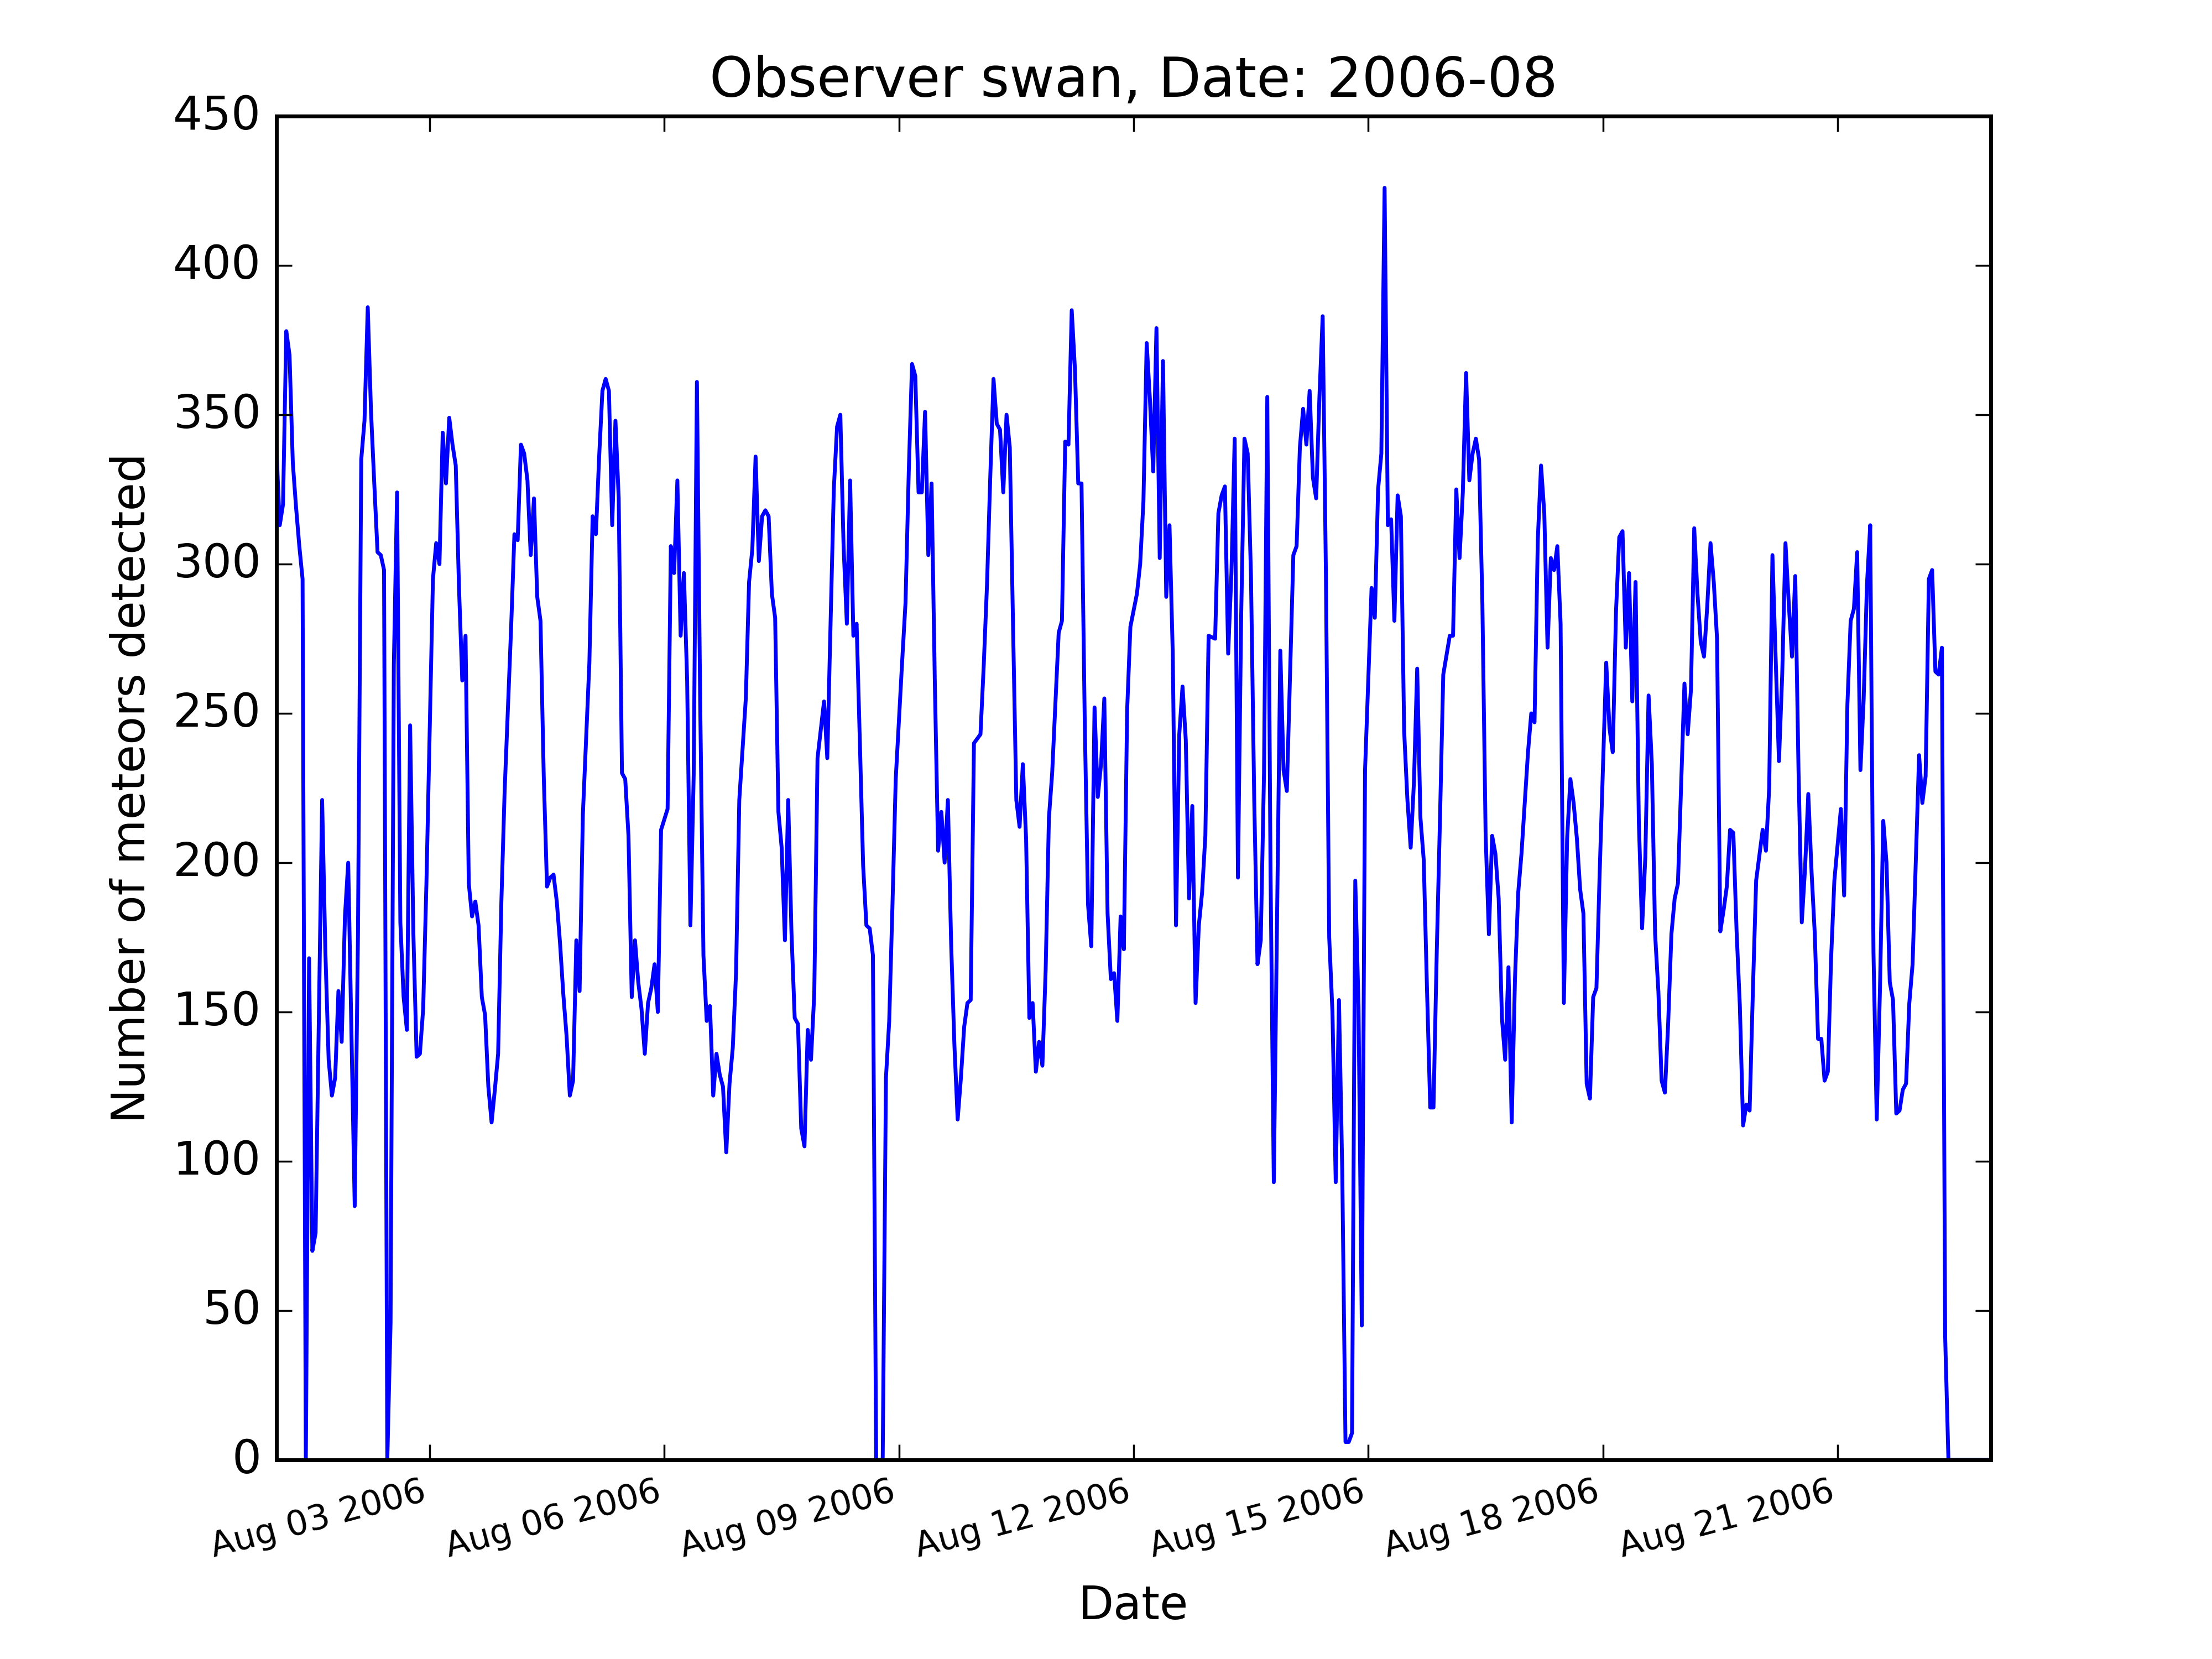 Observer swan, Date: 2006-08
Number of meteors detected
450
400
350
300
250
200
150
100
50
0
Aug 03 2006
Aug 06 2006
Aug 09 2006
Aug 12 2006
Aug 15 2006
Aug 18 2006
Aug 21 2006
Date